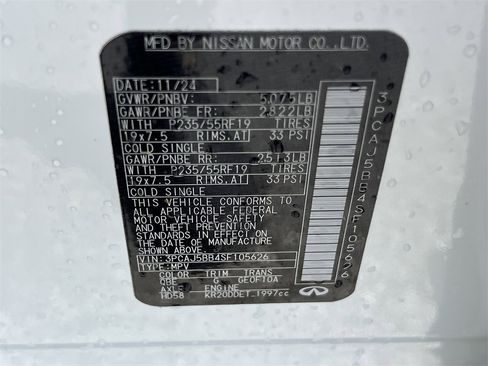 MFD BY NISSAN MOTOR CO.,LTD.
DATE: 11/24
GVWR/PNBV: 5075LB
GAWR/PNBE FR: 2822LB
WITH P235/55RF19 TIRES
19x7.5 RIMS,AT 33 PSI
COLD SINGLE
GAWR/PNBE RR: 2513LB
WITH P235/55RF19 TIRES
19x7.5 RIMS,AT 33 PSI
COLD SINGLE
THIS VEHICLE CONFORMS TO
ALL APPLICABLE FEDERAL
MOTOR VEHICLE SAFETY
AND THEFT PREVENTION
STANDARDS IN EFFECT
ON THE DATE OF MANUFACTURE
SHOWN ABOVE.
VIN: 3PCAJ5BB4SF105626
TYPE: MPV
COLOR TRIM TRANS
QBE G GE0F10A
AXLE ENGINE
HD58 KR20DDET 1997cc
3PCAJ5BB4SF105626
INFINITI